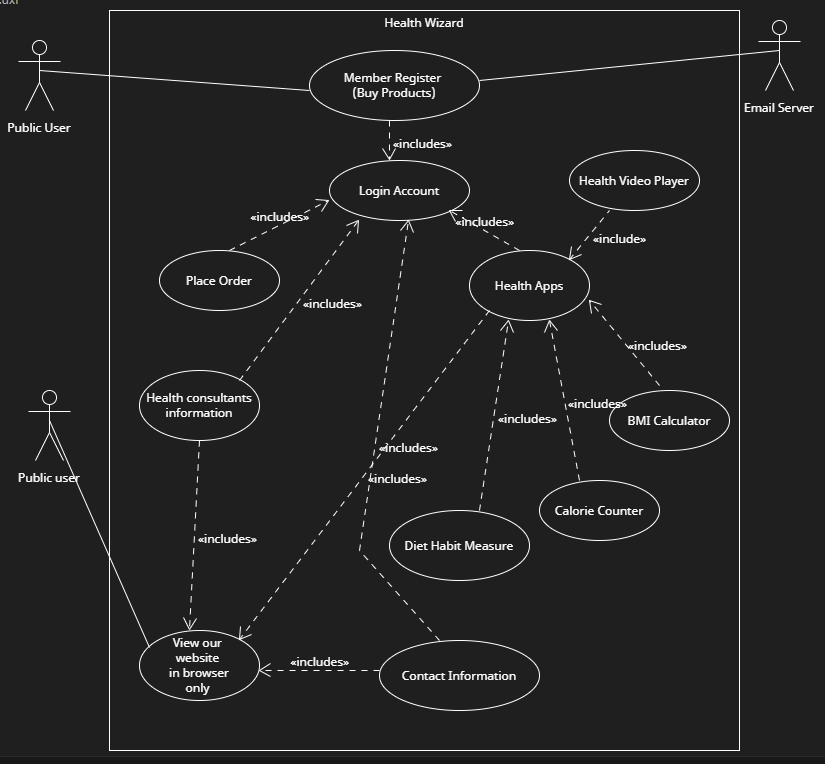 Health Wizard
Member Register
(Buy Products)
Public User
Email Server
«includes»
Login Account
Health Video Player
«includes»
«includes»
«include»
Place Order
Health Apps
«includes»
«includes»
Health consultants
information
«includes»
«includes»
BMI Calculator
«includes»
Public user
«includes»
Calorie Counter
«includes»
Diet Habit Measure
View our
website
in browser
only
«includes»
Contact Information